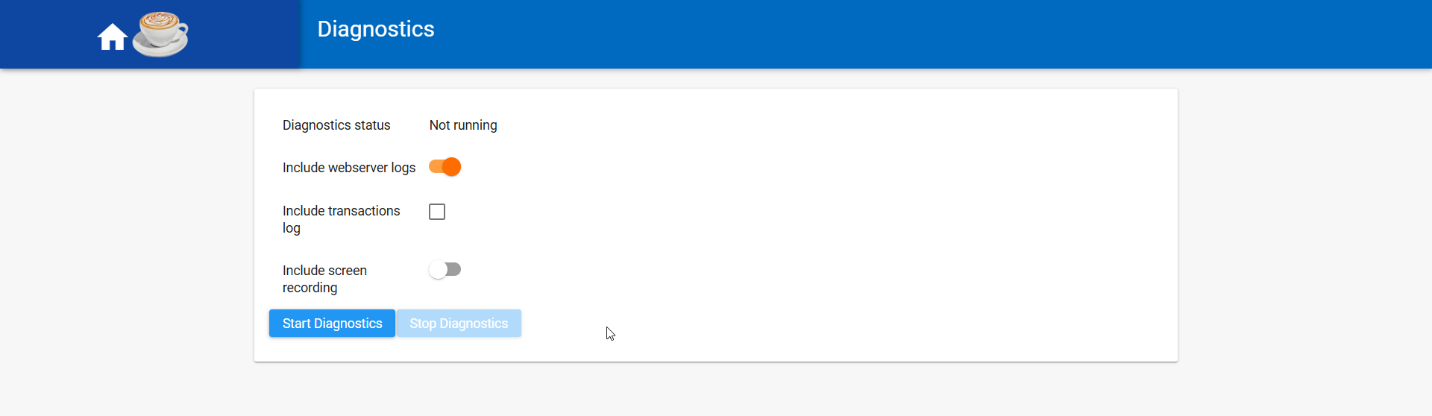 Diagnostics
Diagnostics status Not running
Include webserver logs
Include transactions
log
Include screen
recording
Start Diagnostics Stop Diagnostics